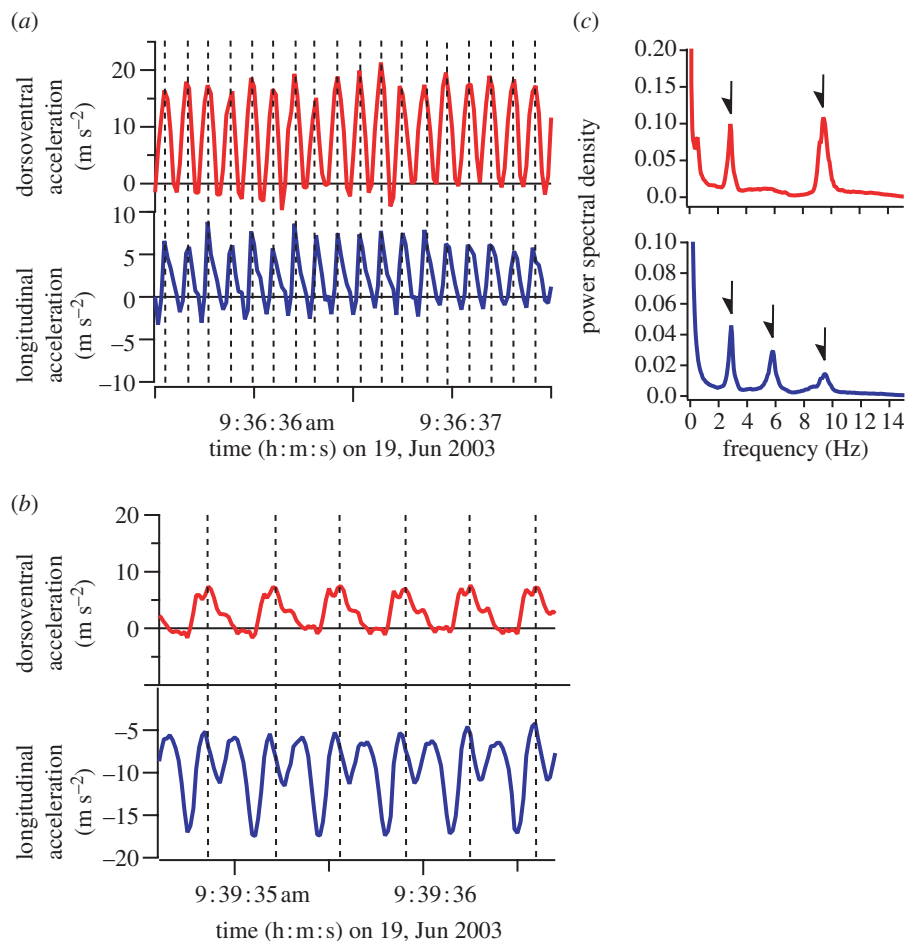 (a)
dorsoventral
acceleration
(m s⁻²)
20
10
0
longitudinal
acceleration
(m s⁻²)
10
5
0
−5
−10
9:36:36 am
9:36:37
time (h:m:s) on 19, Jun 2003
(c)
power spectral density
0.20
0.15
0.10
0.05
0.0
0.10
0.08
0.06
0.04
0.02
0.00
0 2 4 6 8 10 12 14
frequency (Hz)
(b)
dorsoventral
acceleration
(m s⁻²)
20
10
0
longitudinal
acceleration
(m s⁻²)
−5
−10
−15
−20
9:39:35 am
9:39:36
time (h:m:s) on 19, Jun 2003